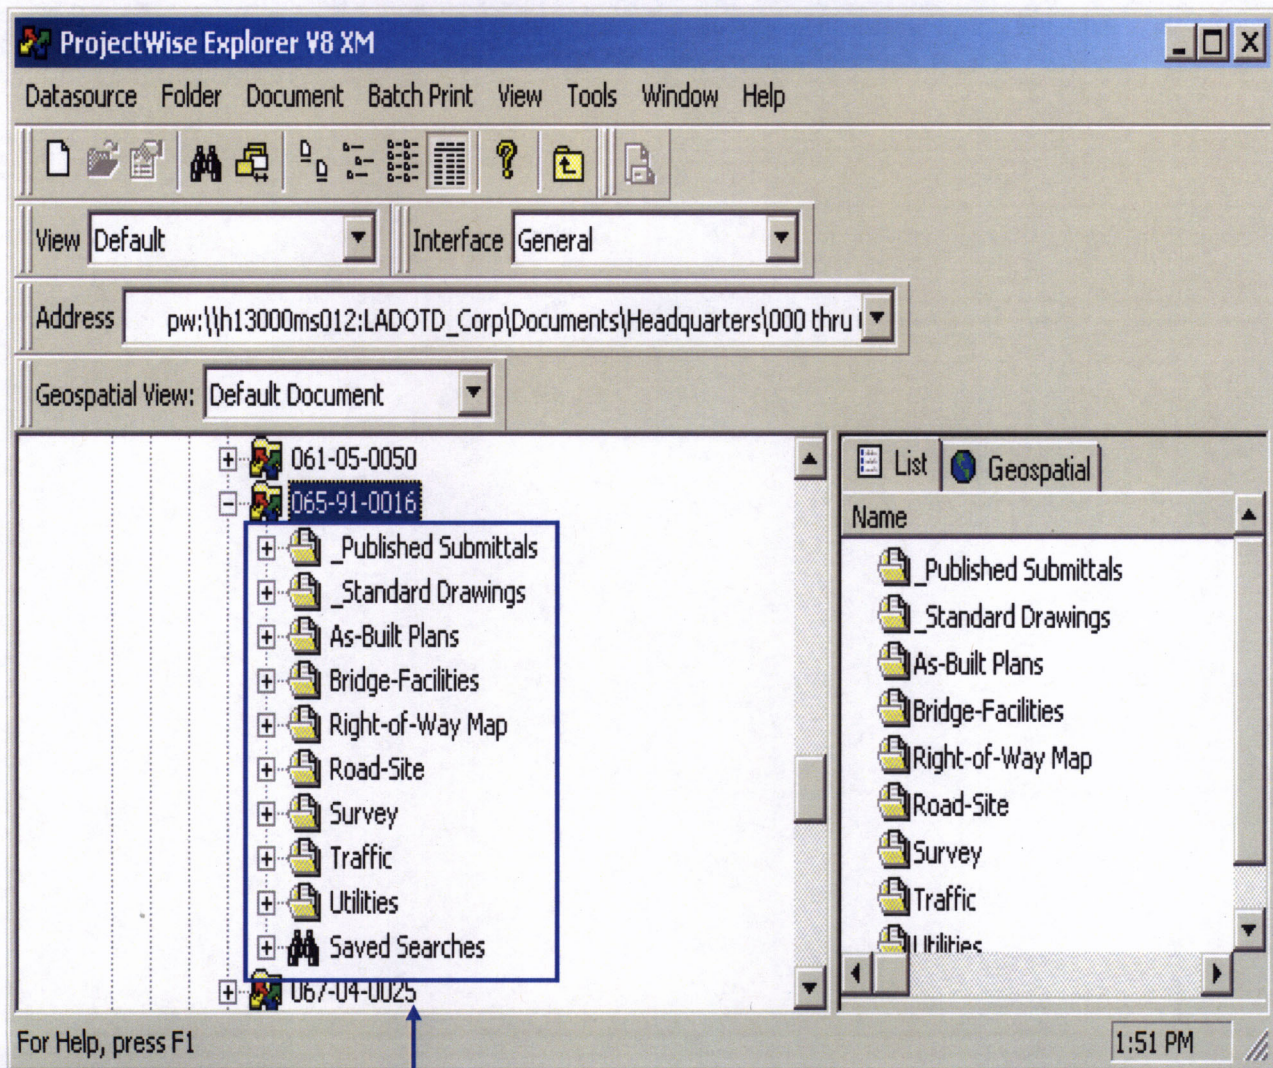 ProjectWise Explorer V8 XM
Datasource Folder Document Batch Print View Tools Window Help
View Default Interface General
Address pw:\\h13000ms012:LADOTD_Corp\Documents\Headquarters\000 thru
Geospatial View: Default Document
061-05-0050
065-91-0016
_Published Submittals
_Standard Drawings
As-Built Plans
Bridge-Facilities
Right-of-Way Map
Road-Site
Survey
Traffic
Utilities
Saved Searches
067-04-0025
List Geospatial
Name
_Published Submittals
_Standard Drawings
As-Built Plans
Bridge-Facilities
Right-of-Way Map
Road-Site
Survey
Traffic
Utilities
For Help, press F1
1:51 PM